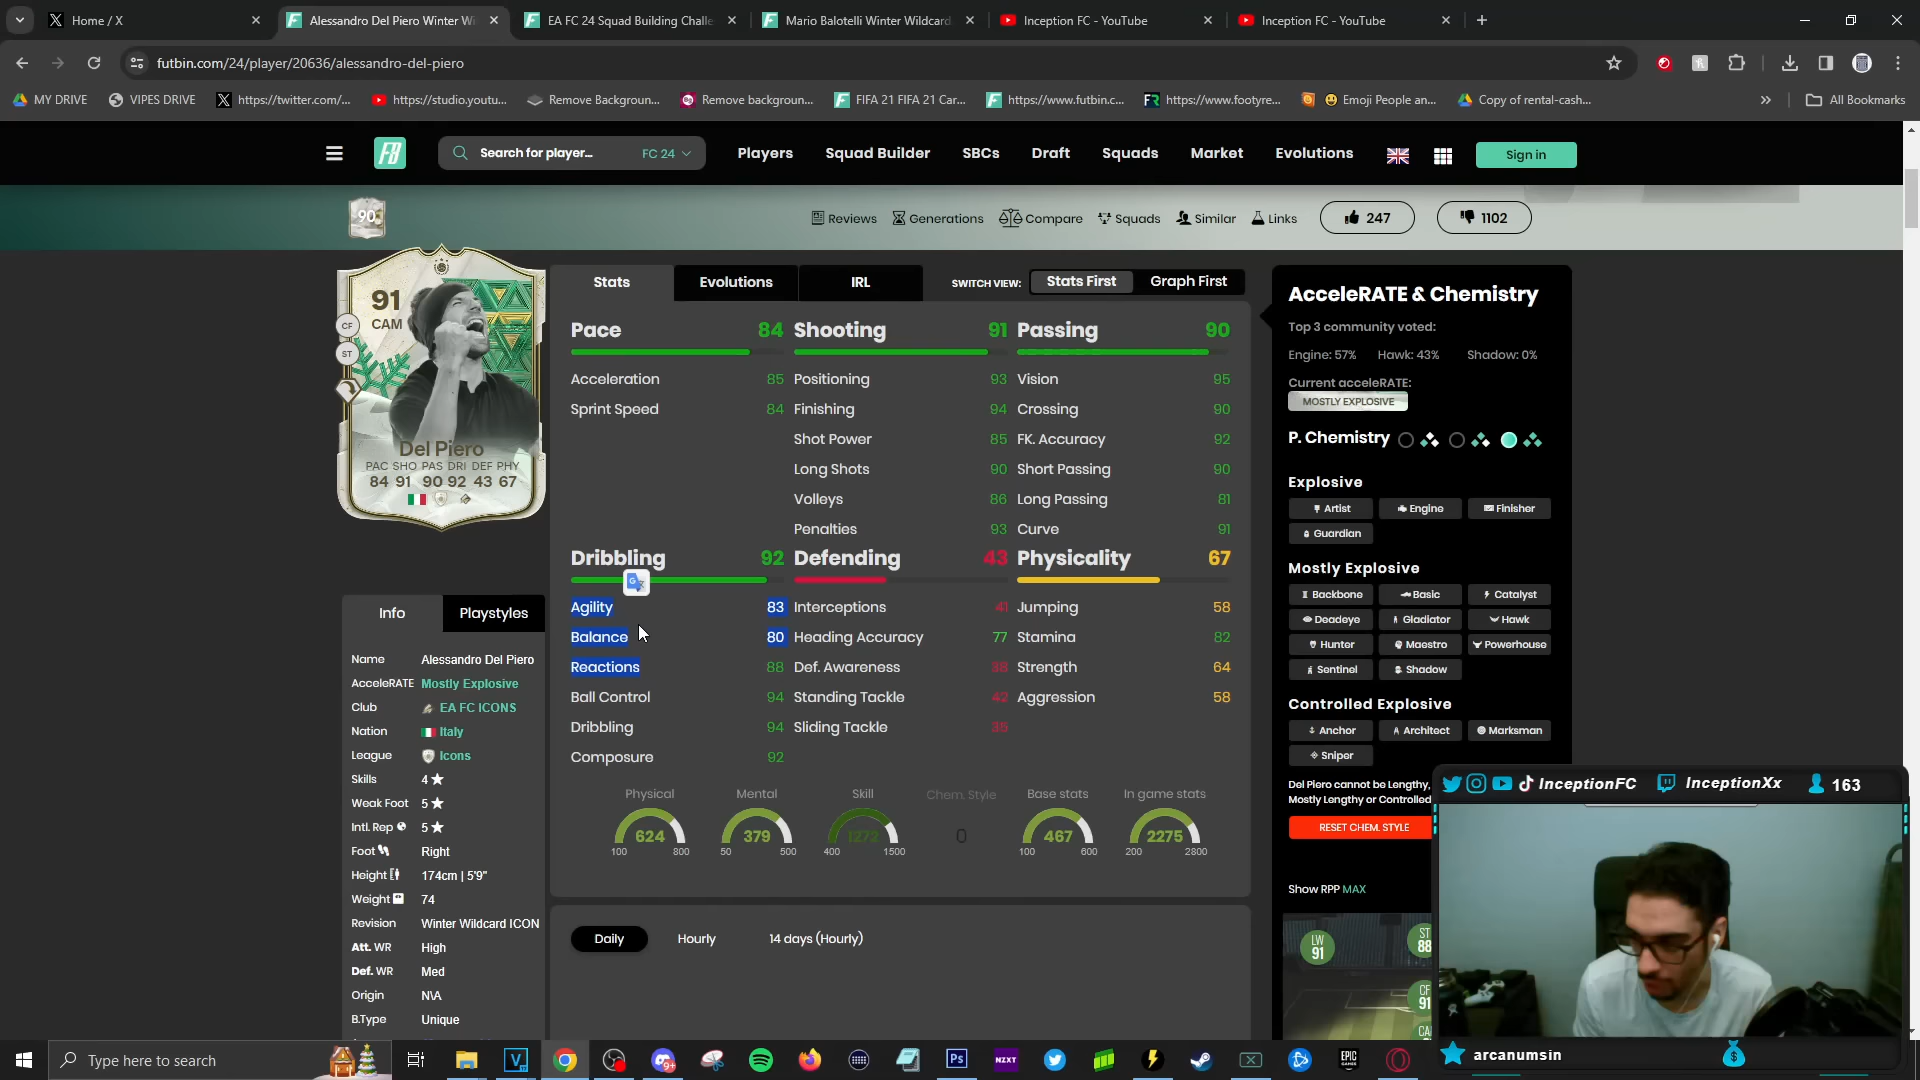 Home / X
Alessandro Del Piero Winter Wi
EA FC 24 Squad Building Challe
Mario Balotelli Winter Wildcard
Inception FC - YouTube
Inception FC - YouTube
futbin.com/24/player/20636/alessandro-del-piero
MY DRIVE
VIPES DRIVE
https://twitter.com/...
https://studio.youtu...
Remove Backgroun...
Remove backgroun...
FIFA 21 FIFA 21 Car...
https://www.futbin.c...
https://www.footyre...
Emoji People an...
Copy of rental-cash...
All Bookmarks
Search for player...
FC 24
Players
Squad Builder
SBCs
Draft
Squads
Market
Evolutions
Sign in
90
Reviews
Generations
Compare
Squads
Similar
Links
247
1102
91
CAM
CF
ST
Del Piero
PAC SHO PAS DRI DEF PHY
84 91 90 92 43 67
Stats
Evolutions
IRL
SWITCH VIEW:
Stats First
Graph First
Pace 84
Acceleration 85
Sprint Speed 84
Shooting 91
Positioning 93
Finishing 94
Shot Power 85
Long Shots 90
Volleys 86
Penalties 93
Passing 90
Vision 95
Crossing 90
FK. Accuracy 92
Short Passing 90
Long Passing 81
Curve 91
Dribbling 92
Agility 83
Balance 80
Reactions 88
Ball Control 94
Dribbling 94
Composure 92
Defending 43
Interceptions 41
Heading Accuracy 77
Def. Awareness 38
Standing Tackle 42
Sliding Tackle 35
Physicality 67
Jumping 58
Stamina 82
Strength 64
Aggression 58
Physical
624
100 800
Mental
379
50 500
Skill
1272
400 1500
Chem. Style
0
Base stats
467
100 600
In game stats
2275
200 2800
Daily
Hourly
14 days (Hourly)
Info
Playstyles
Name Alessandro Del Piero
AcceleRATE Mostly Explosive
Club EA FC ICONS
Nation Italy
League Icons
Skills 4
Weak Foot 5
Intl. Rep 5
Foot Right
Height 174cm | 5'9"
Weight 74
Revision Winter Wildcard ICON
Att. WR High
Def. WR Med
Origin N\A
B.Type Unique
AcceleRATE & Chemistry
Top 3 community voted:
Engine: 57% Hawk: 43% Shadow: 0%
Current acceleRATE:
MOSTLY EXPLOSIVE
P. Chemistry
Explosive
Artist
Engine
Finisher
Guardian
Mostly Explosive
Backbone
Basic
Catalyst
Deadeye
Gladiator
Hawk
Hunter
Maestro
Powerhouse
Sentinel
Shadow
Controlled Explosive
Anchor
Architect
Marksman
Sniper
Del Piero cannot be Lengthy,
Mostly Lengthy or Controlled
RESET CHEM. STYLE
Show RPP MAX
LW
91
ST
88
CF
91
InceptionFC
InceptionXx
163
arcanumsin
Type here to search
V
9+
Ps
NZXT
EPIC
GAMES